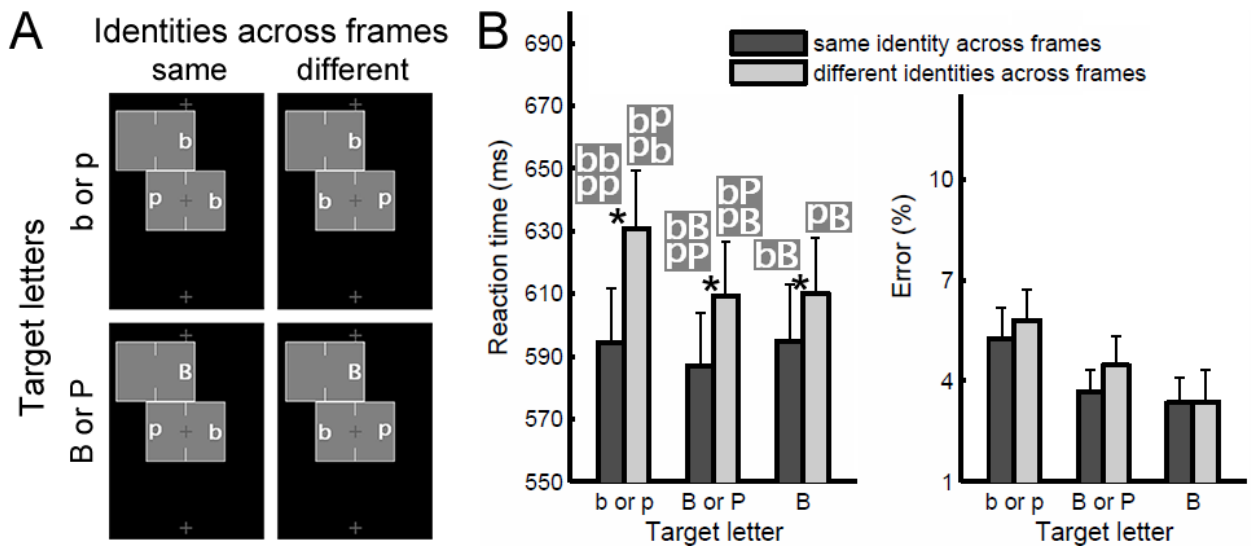 A
Identities across frames
same
different
Target letters
b or p
B or P
b
p b
b
b p
B
p b
B
b p
B
same identity across frames
different identities across frames
Reaction time (ms)
690
670
650
630
610
590
570
550
bb
pp
bp
pb
*
bB
pP
bP
pB
*
bB
pB
*
b or p
B or P
B
Target letter
Error (%)
10
7
4
1
b or p
B or P
B
Target letter